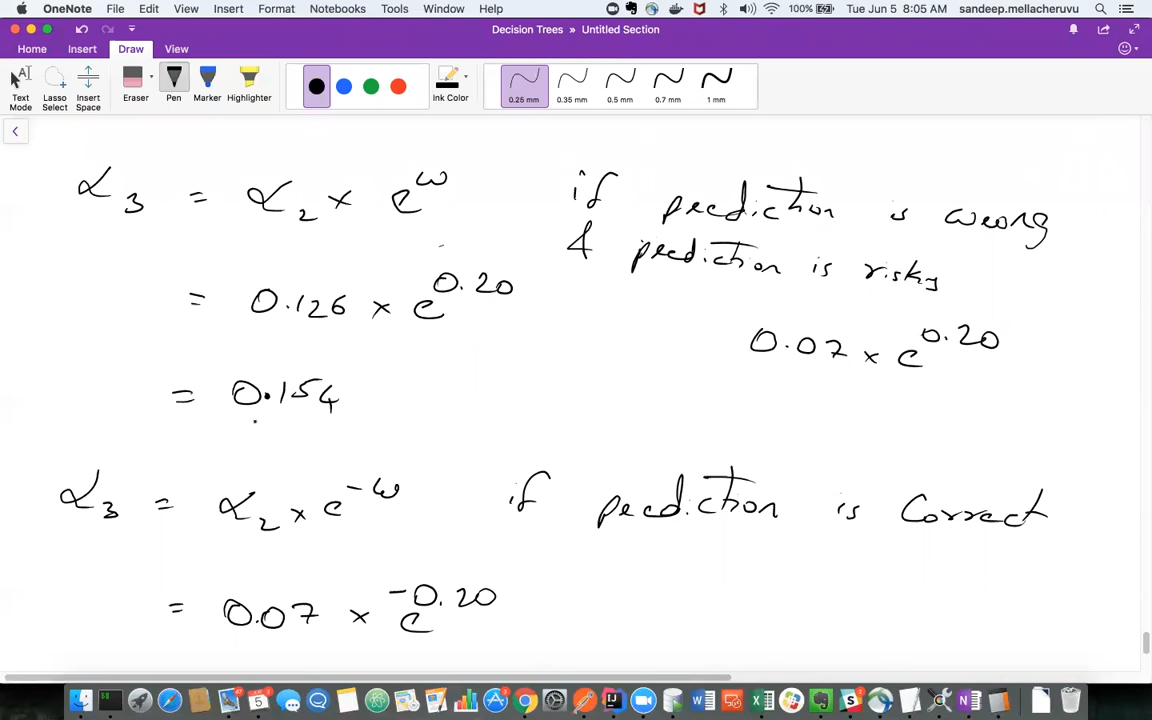 OneNote File Edit View Insert Format Notebooks Tools Window Help 100% Tue Jun 5 8:05 AM sandeep.mellacheruvu
Decision Trees » Untitled Section
Home Insert Draw View
Text Mode Lasso Select Insert Space Eraser Pen Marker Highlighter Ink Color 0.25 mm 0.35 mm 0.5 mm 0.7 mm 1 mm
α₃ = α₂ × e^ω if prediction is wrong
& prediction is risky
= 0.126 × e^0.20
0.07 × e^0.20
= 0.154
α₃ = α₂ × e^-ω if prediction is correct
= 0.07 × e^-0.20